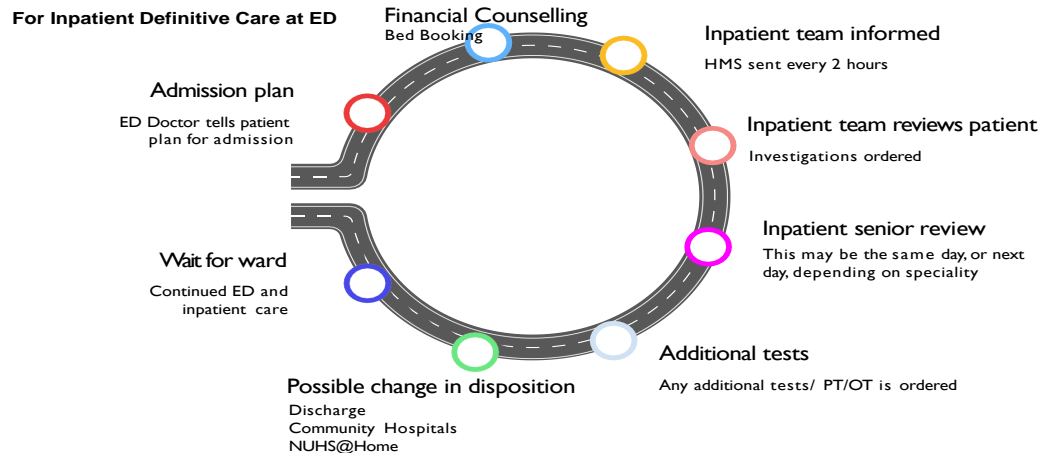 For Inpatient Definitive Care at ED
Financial Counselling
Bed Booking
Inpatient team informed
HMS sent every 2 hours
Admission plan
ED Doctor tells patient
plan for admission
Inpatient team reviews patient
Investigations ordered
Inpatient senior review
This may be the same day, or next
day, depending on speciality
Wait for ward
Continued ED and
inpatient care
Additional tests
Any additional tests/ PT/OT is ordered
Possible change in disposition
Discharge
Community Hospitals
NUHS@Home